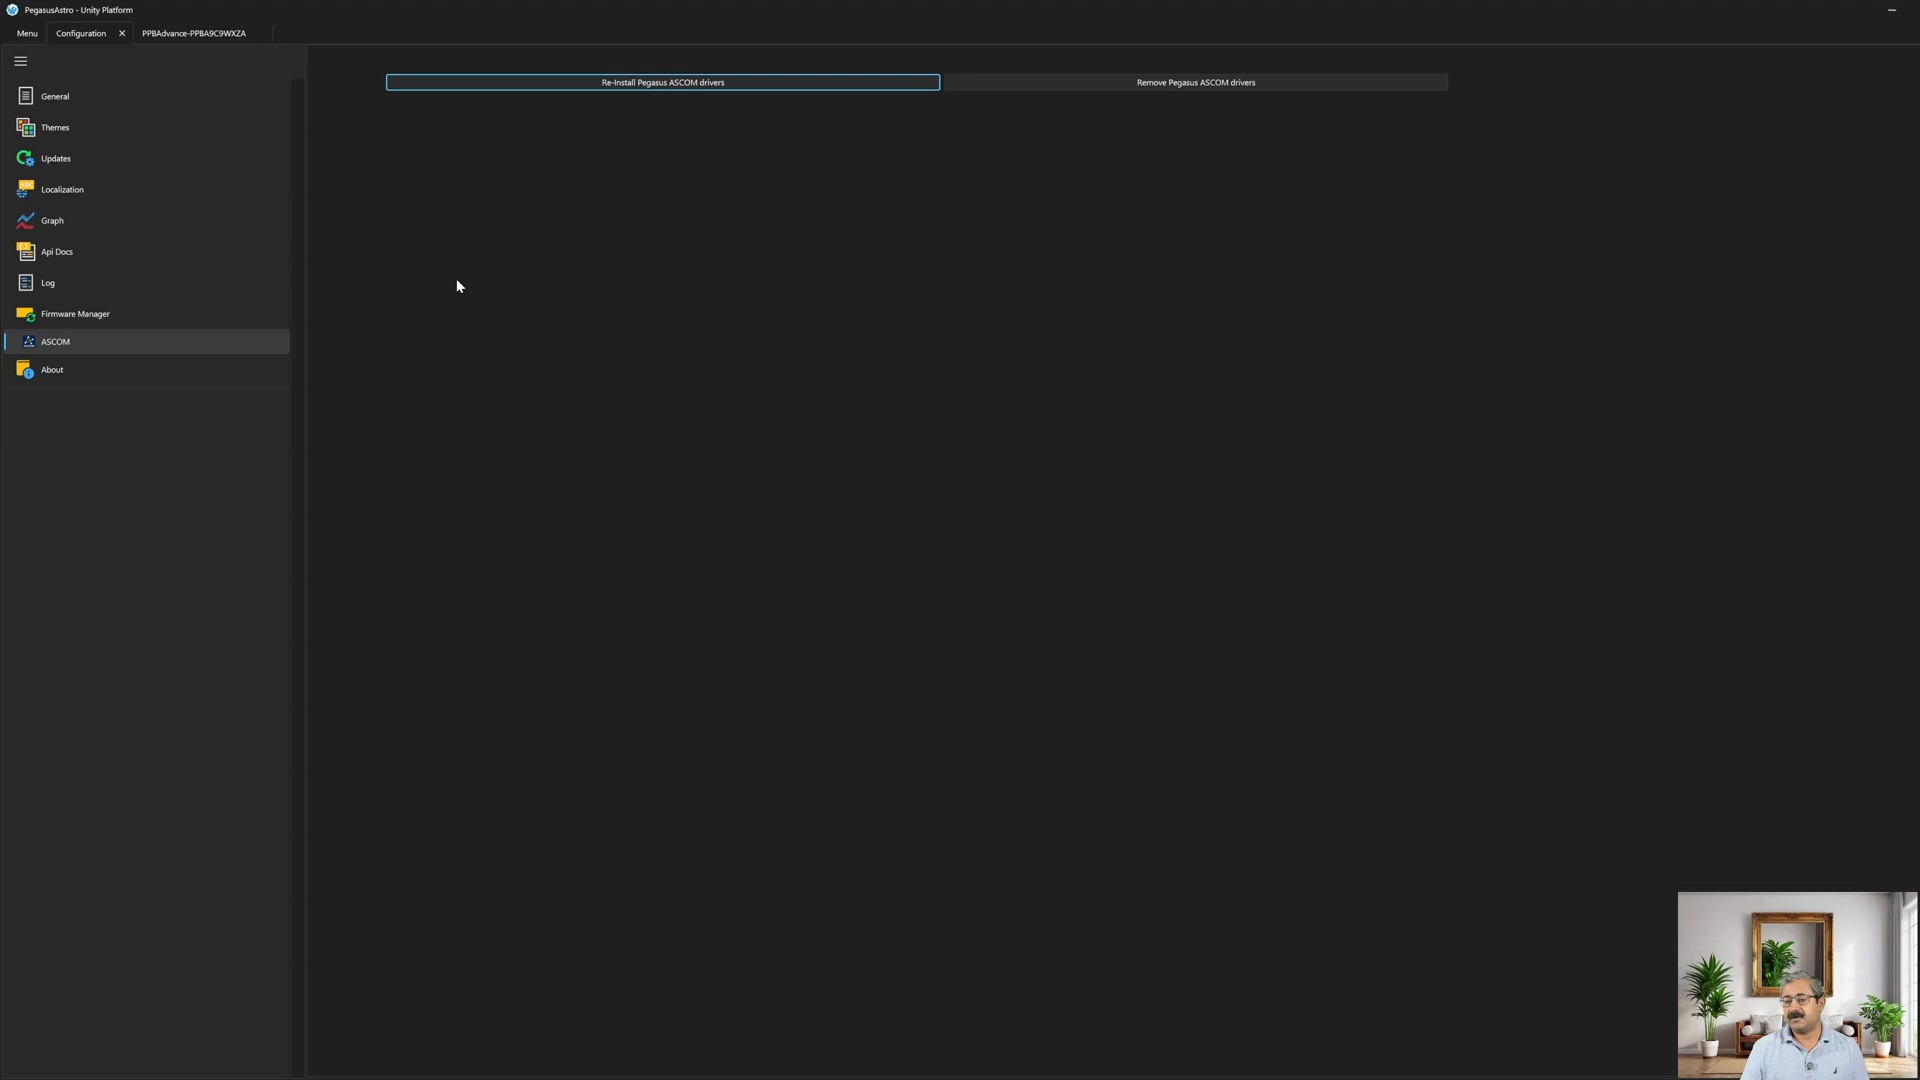 PegasusAstro - Unity Platform
Menu
Configuration
PPBAdvance-PPBA9C9WXZA
Re-Install Pegasus ASCOM drivers
Remove Pegasus ASCOM drivers
General
Themes
Updates
Localization
Graph
Api Docs
Log
Firmware Manager
ASCOM
About